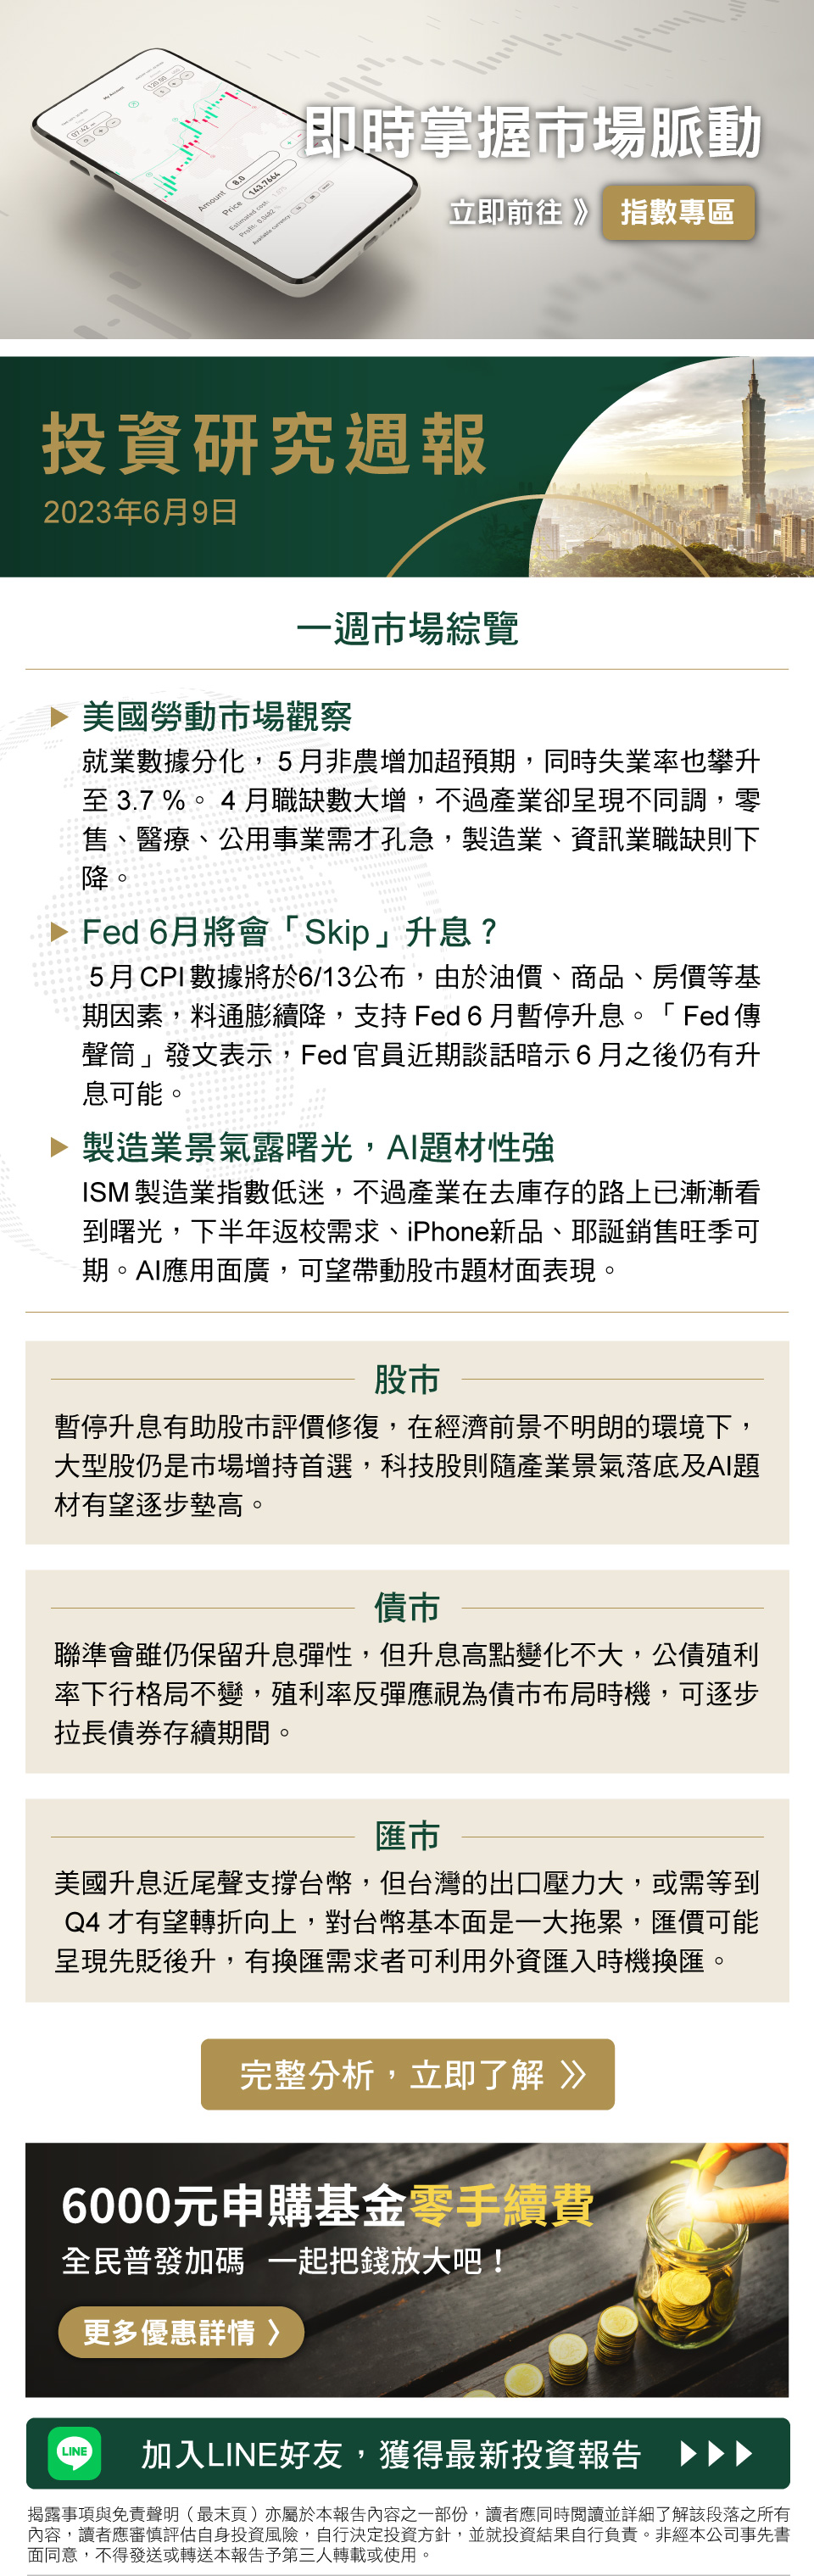 My Account
07.42
120.00
Amount 8.0
Price 143.7664
Estimated cost:
Profit: 0.0682
Available currency:
即時掌握市場脈動
立即前往 》 指數專區
投資研究週報
2023年6月9日
一週市場綜覽
美國勞動市場觀察
就業數據分化， 5 月非農增加超預期，同時失業率也攀升
至 3.7 %。 4 月職缺數大增，不過產業卻呈現不同調，零
售、醫療、公用事業需才孔急，製造業、資訊業職缺則下
降。
Fed 6月將會「Skip」升息？
5 月 CPI 數據將於6/13公布，由於油價、商品、房價等基
期因素，料通膨續降，支持 Fed 6 月暫停升息。「 Fed 傳
聲筒」發文表示，Fed 官員近期談話暗示 6 月之後仍有升
息可能。
製造業景氣露曙光，AI題材性強
ISM 製造業指數低迷，不過產業在去庫存的路上已漸漸看
到曙光，下半年返校需求、iPhone新品、耶誕銷售旺季可
期。AI應用面廣，可望帶動股市題材面表現。
股市
暫停升息有助股市評價修復，在經濟前景不明朗的環境下，
大型股仍是市場增持首選，科技股則隨產業景氣落底及AI題
材有望逐步墊高。
債市
聯準會雖仍保留升息彈性，但升息高點變化不大，公債殖利
率下行格局不變，殖利率反彈應視為債市布局時機，可逐步
拉長債券存續期間。
匯市
美國升息近尾聲支撐台幣，但台灣的出口壓力大，或需等到
Q4 才有望轉折向上，對台幣基本面是一大拖累，匯價可能
呈現先貶後升，有換匯需求者可利用外資匯入時機換匯。
完整分析，立即了解 》
6000元申購基金零手續費
全民普發加碼 一起把錢放大吧！
更多優惠詳情 〉
LINE 加入LINE好友，獲得最新投資報告
揭露事項與免責聲明（最末頁）亦屬於本報告內容之一部份，讀者應同時閱讀並詳細了解該段落之所有
內容，讀者應審慎評估自身投資風險，自行決定投資方針，並就投資結果自行負責。非經本公司事先書
面同意，不得發送或轉送本報告予第三人轉載或使用。